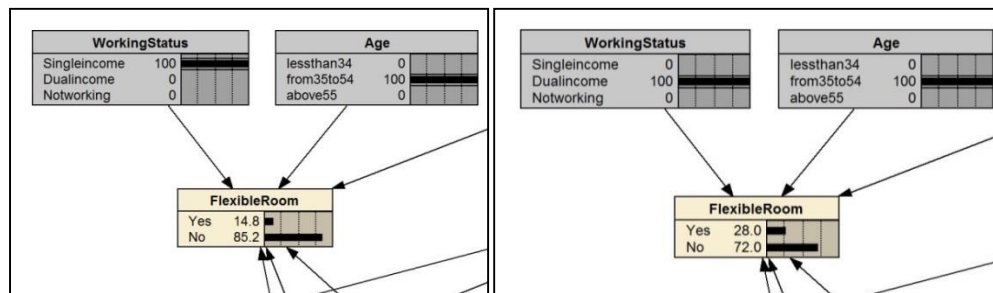 WorkingStatus
Singleincome 100
Dualincome 0
Notworking 0
Age
lessthan34 0
from35to54 100
above55 0
FlexibleRoom
Yes 14.8
No 85.2
WorkingStatus
Singleincome 0
Dualincome 100
Notworking 0
Age
lessthan34 0
from35to54 100
above55 0
FlexibleRoom
Yes 28.0
No 72.0